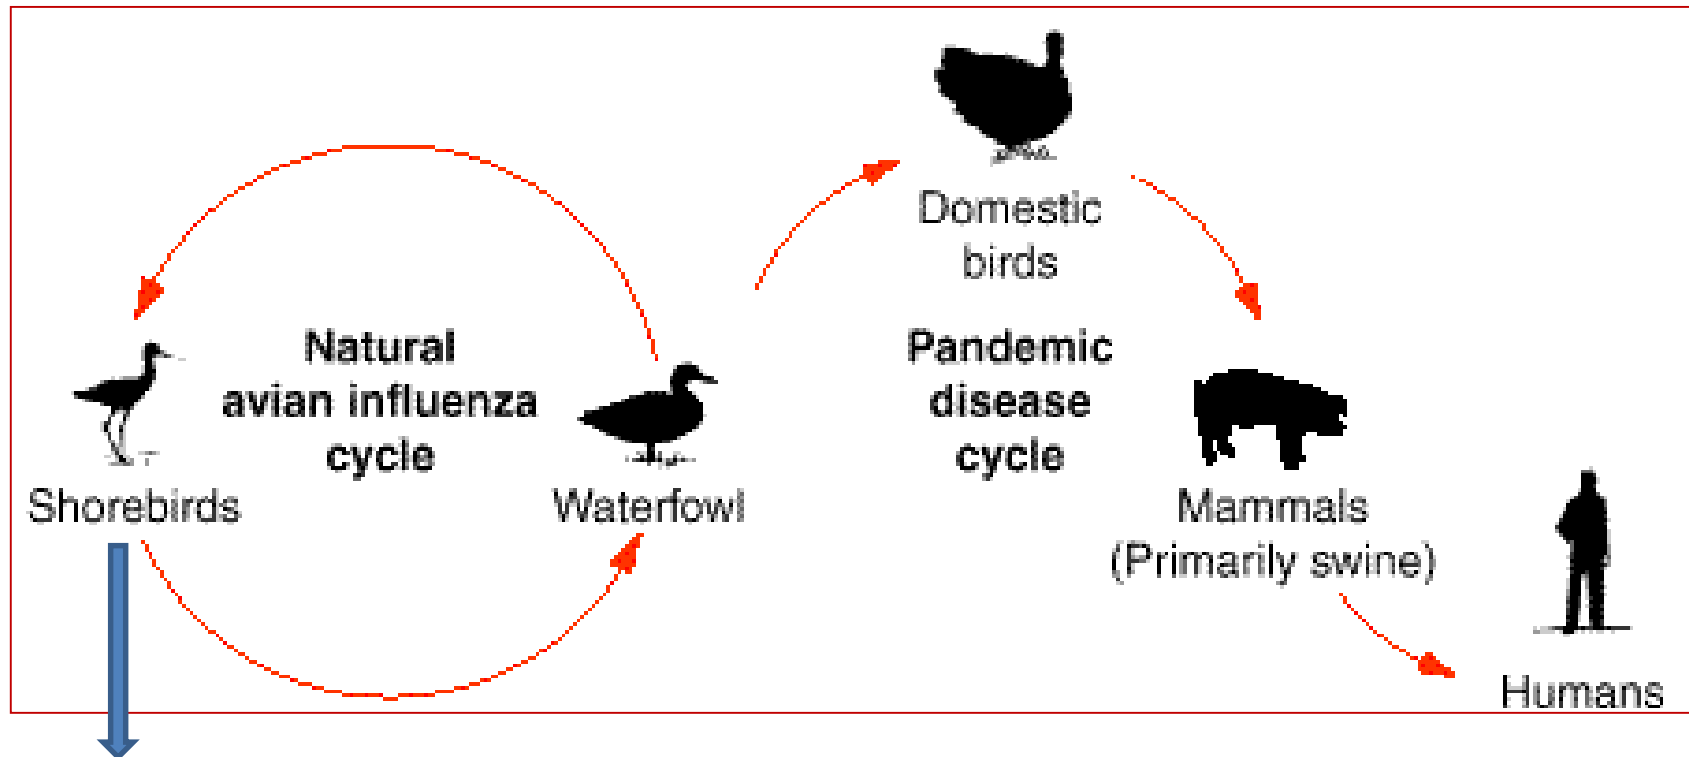 Domestic
birds
Natural
avian influenza
cycle
Pandemic
disease
cycle
Shorebirds
Waterfowl
Mammals
(Primarily swine)
Humans